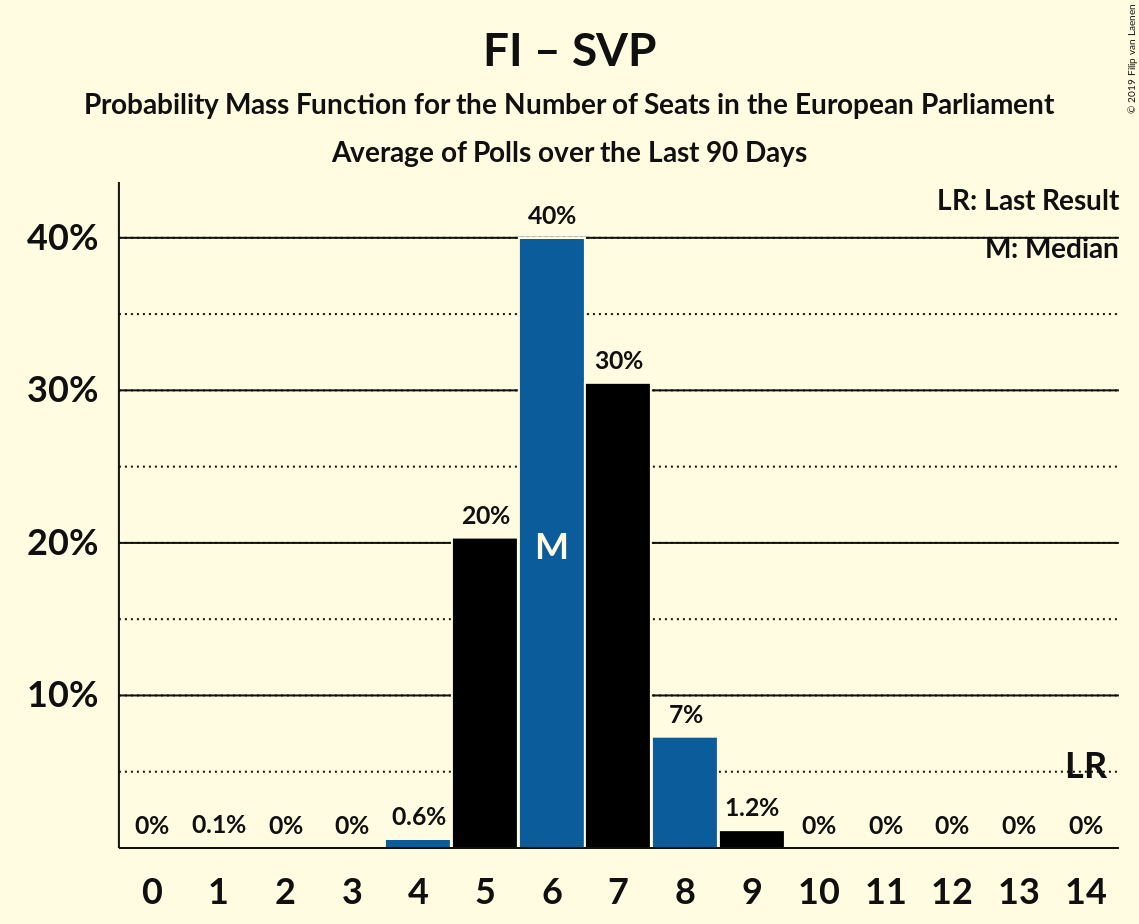 FI – SVP
Probability Mass Function for the Number of Seats in the European Parliament
Average of Polls over the Last 90 Days
© 2019 Filip van Laenen
LR: Last Result
M: Median
40%
30%
20%
10%
0%
0.1%
0%
0%
0.6%
20%
40%
30%
7%
1.2%
0%
0%
0%
0%
0%
M
LR
0 1 2 3 4 5 6 7 8 9 10 11 12 13 14